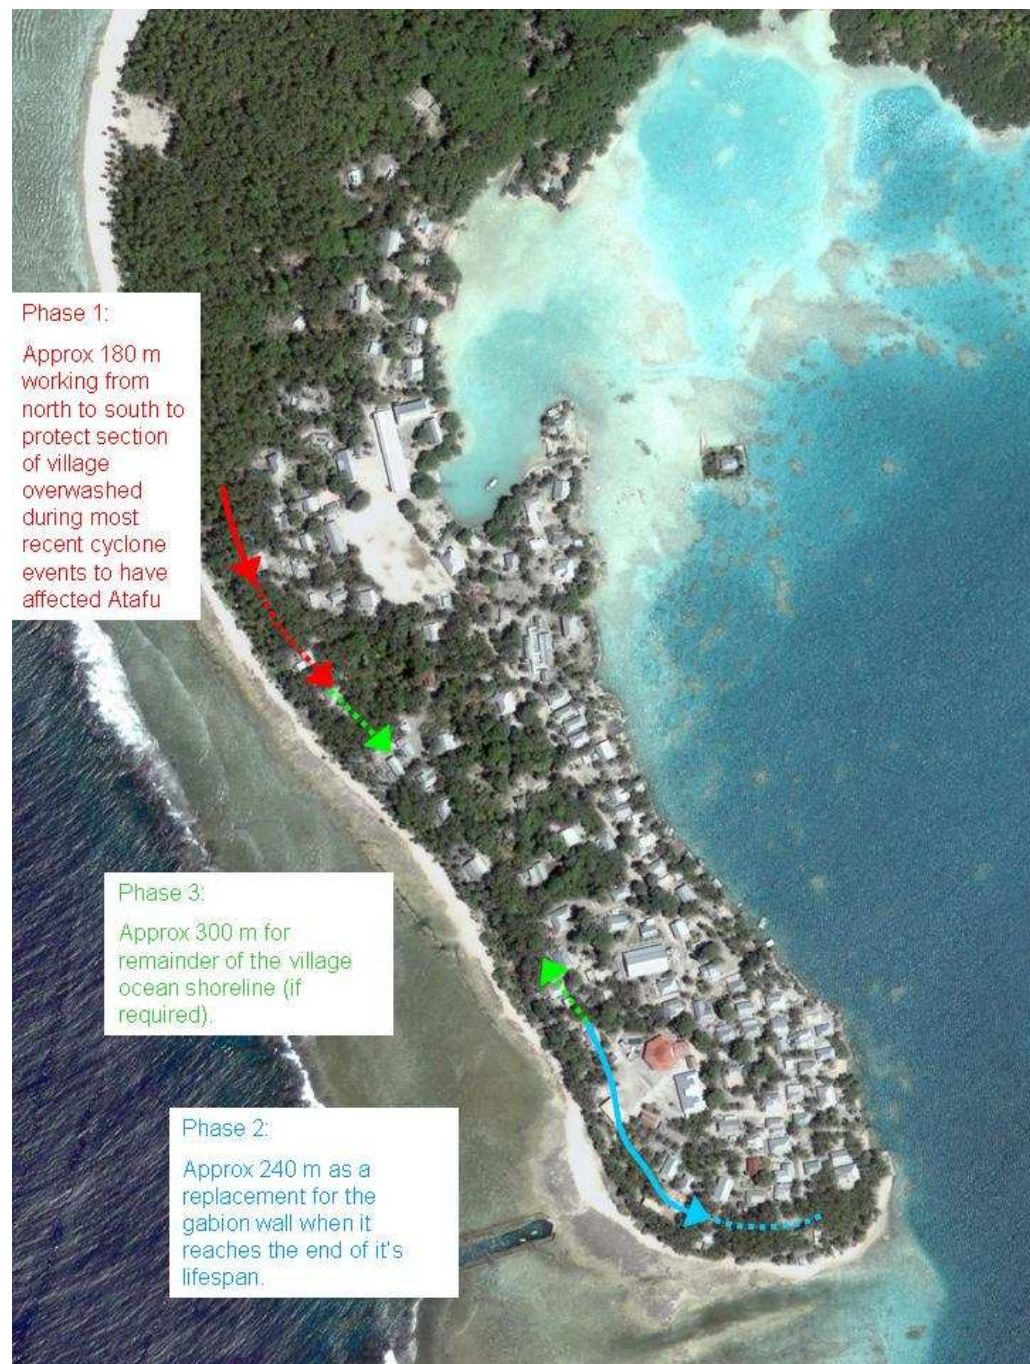 Phase 1:
Approx 180 m
working from
north to south to
protect section
of village
overwashed
during most
recent cyclone
events to have
affected Atafu
Phase 3:
Approx 300 m for
remainder of the village
ocean shoreline (if
required).
Phase 2:
Approx 240 m as a
replacement for the
gabion wall when it
reaches the end of it's
lifespan.